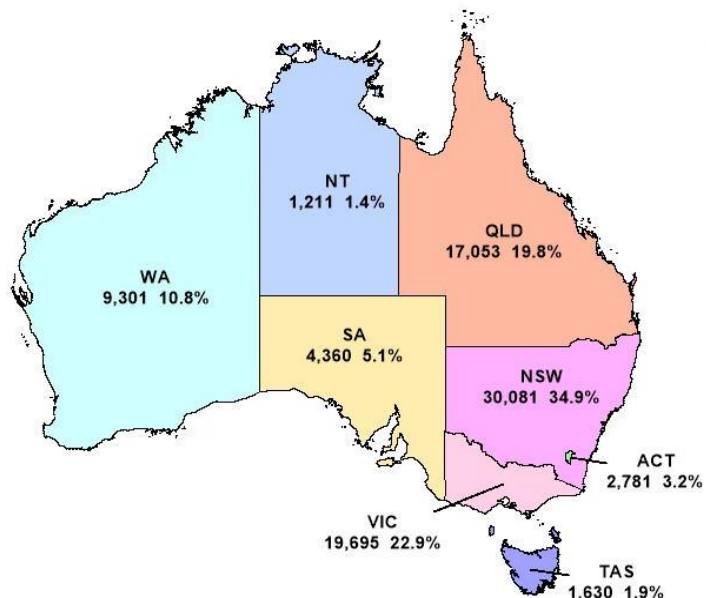 NT
1,211 1.4%
QLD
17,053 19.8%
WA
9,301 10.8%
SA
4,360 5.1%
NSW
30,081 34.9%
ACT
2,781 3.2%
VIC
19,695 22.9%
TAS
1,630 1.9%